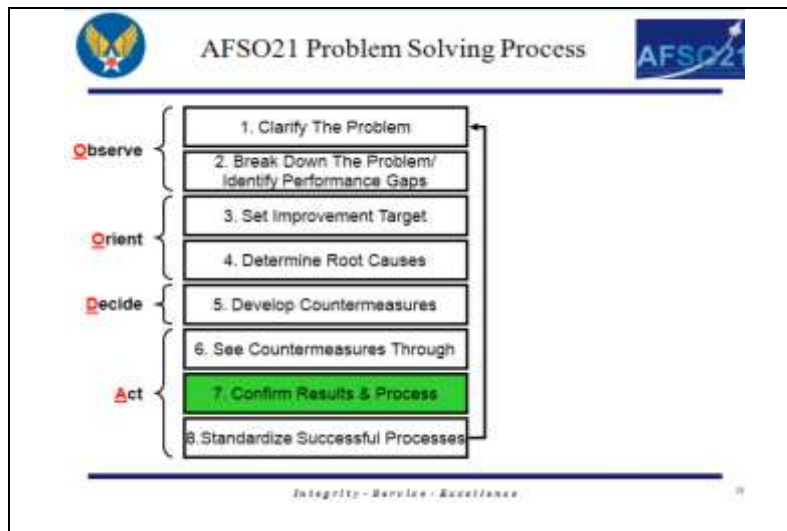 AFSO21 Problem Solving Process
AFSO21
Observe
1. Clarify The Problem
2. Break Down The Problem/
Identify Performance Gaps
Orient
3. Set Improvement Target
4. Determine Root Causes
Decide
5. Develop Countermeasures
Act
6. See Countermeasures Through
7. Confirm Results & Process
8.Standardize Successful Processes
Integrity - Service - Excellence